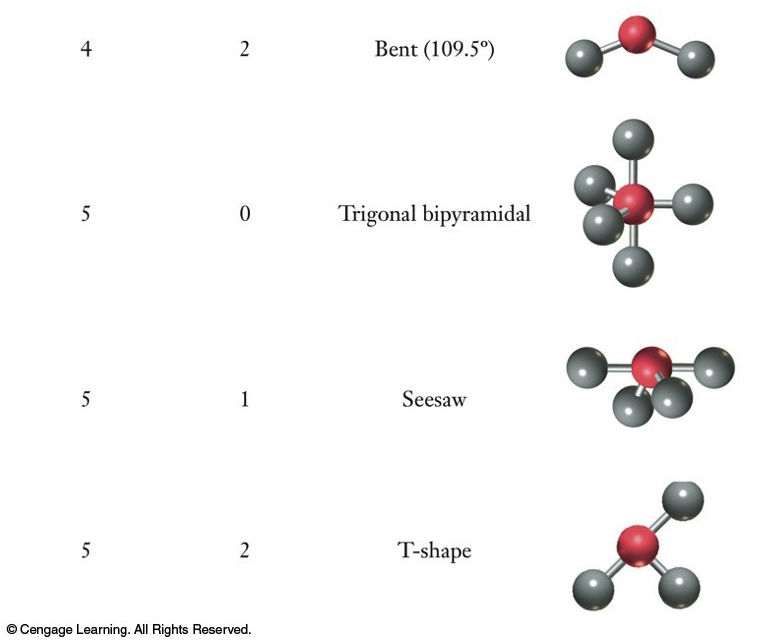 4 2 Bent (109.5°)
5 0 Trigonal bipyramidal
5 1 Seesaw
5 2 T-shape
© Cengage Learning. All Rights Reserved.